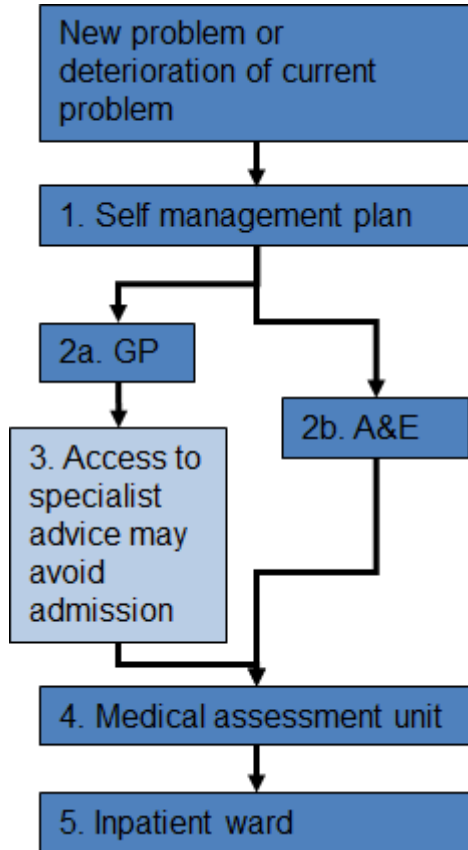 New problem or
deterioration of current
problem
1. Self management plan
2a. GP
2b. A&E
3. Access to
specialist
advice may
avoid
admission
4. Medical assessment unit
5. Inpatient ward